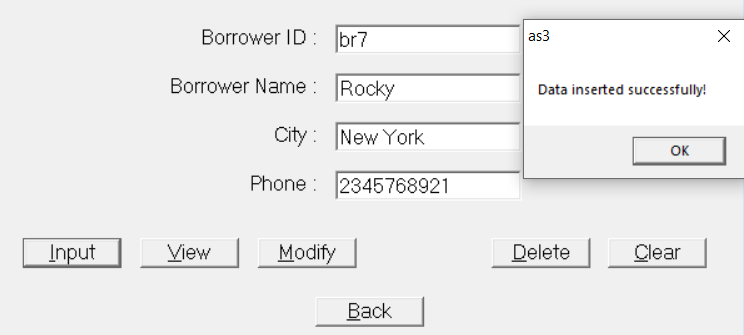 Borrower ID : br7
Borrower Name : Rocky
City : New York
Phone : 2345768921
as3
Data inserted successfully!
OK
Input View Modify Delete Clear
Back